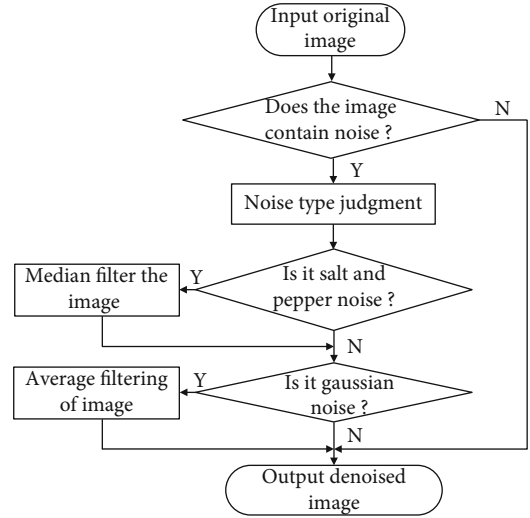 Input original
image
Does the image
contain noise ?
N
Y
Noise type judgment
Is it salt and
pepper noise ?
Y
Median filter the
image
N
Is it gaussian
noise ?
Y
Average filtering
of image
N
Output denoised
image